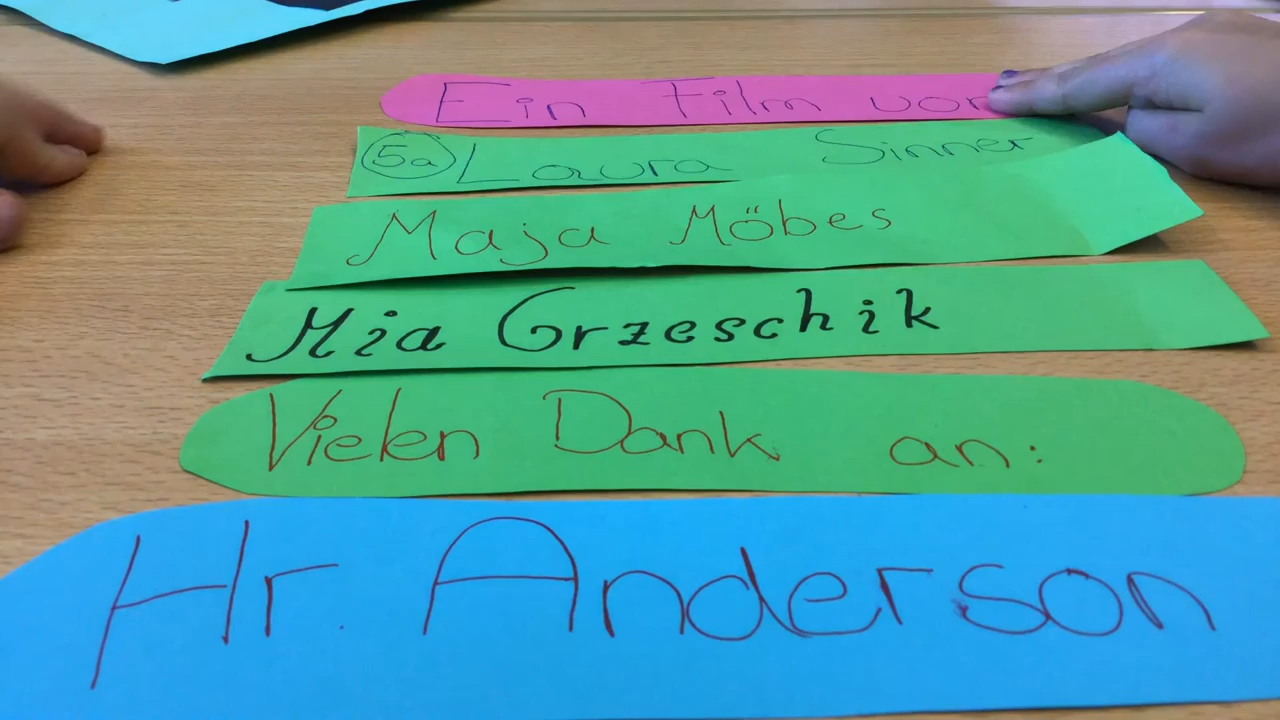 Ein Film von
5a Laura Sinner
Maja Möbes
Mia Grzeschik
Vielen Dank an:
Hr. Anderson